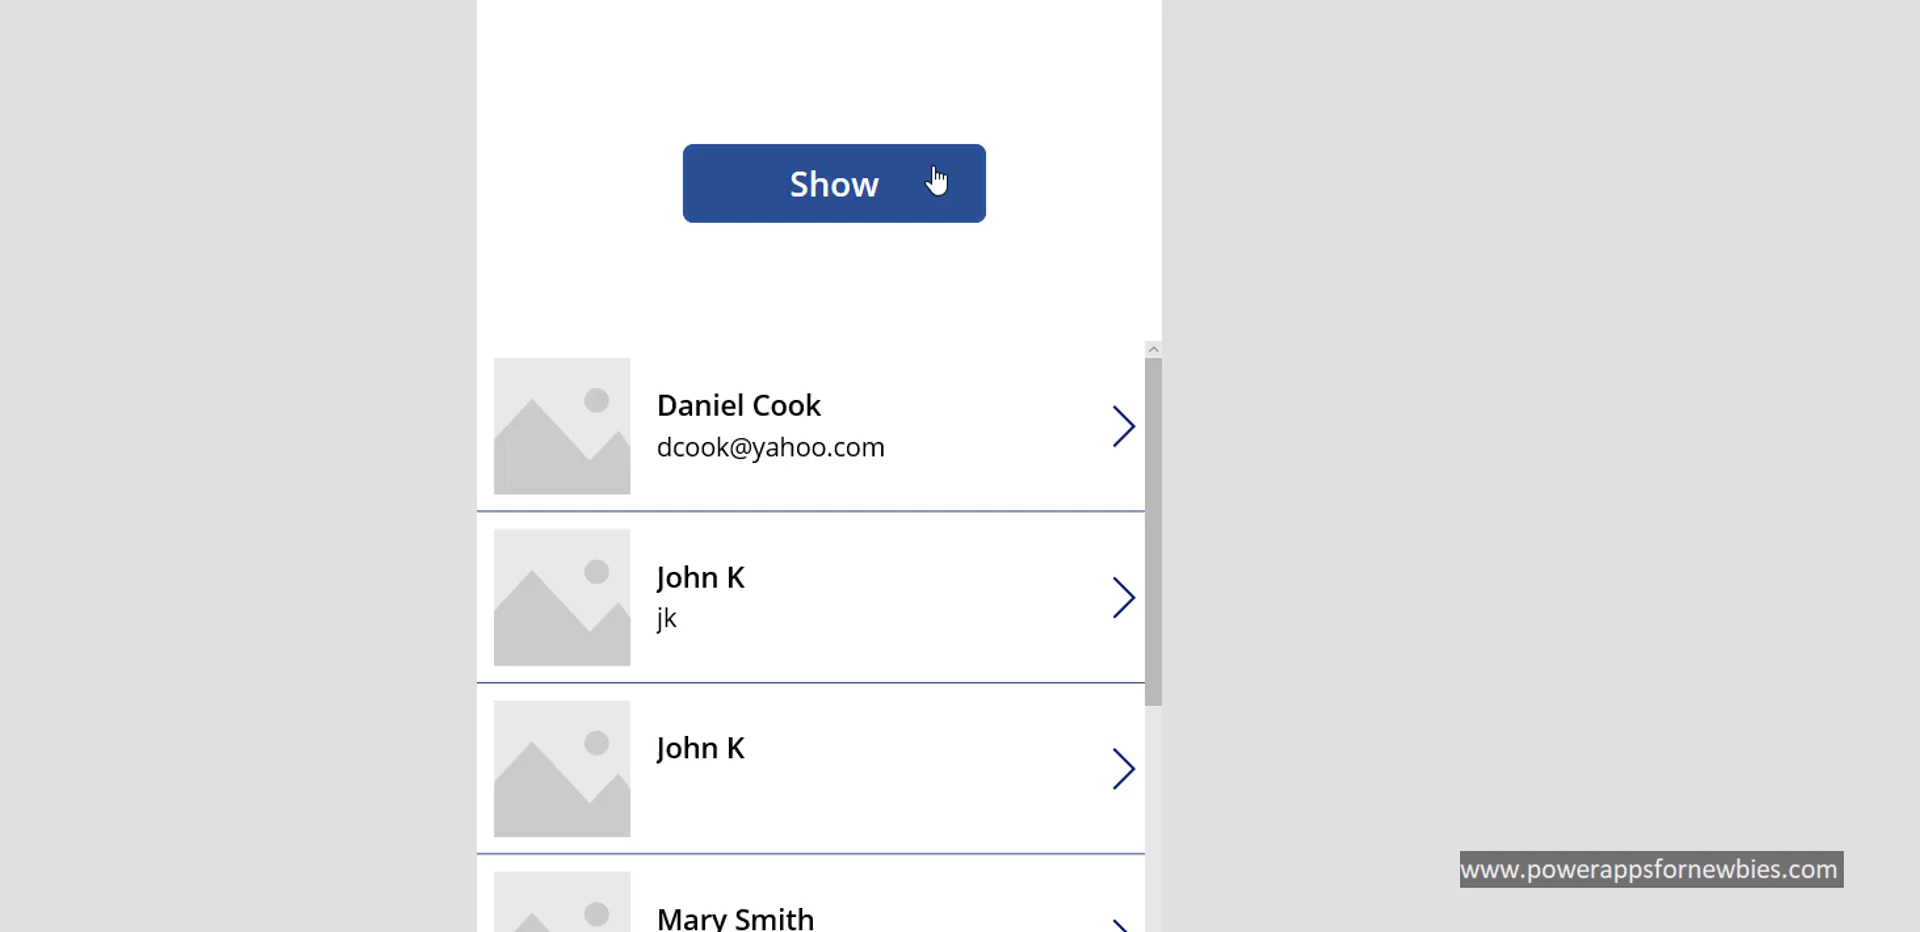 Show
Daniel Cook
dcook@yahoo.com
John K
jk
John K
Mary Smith
www.powerappsfornewbies.com